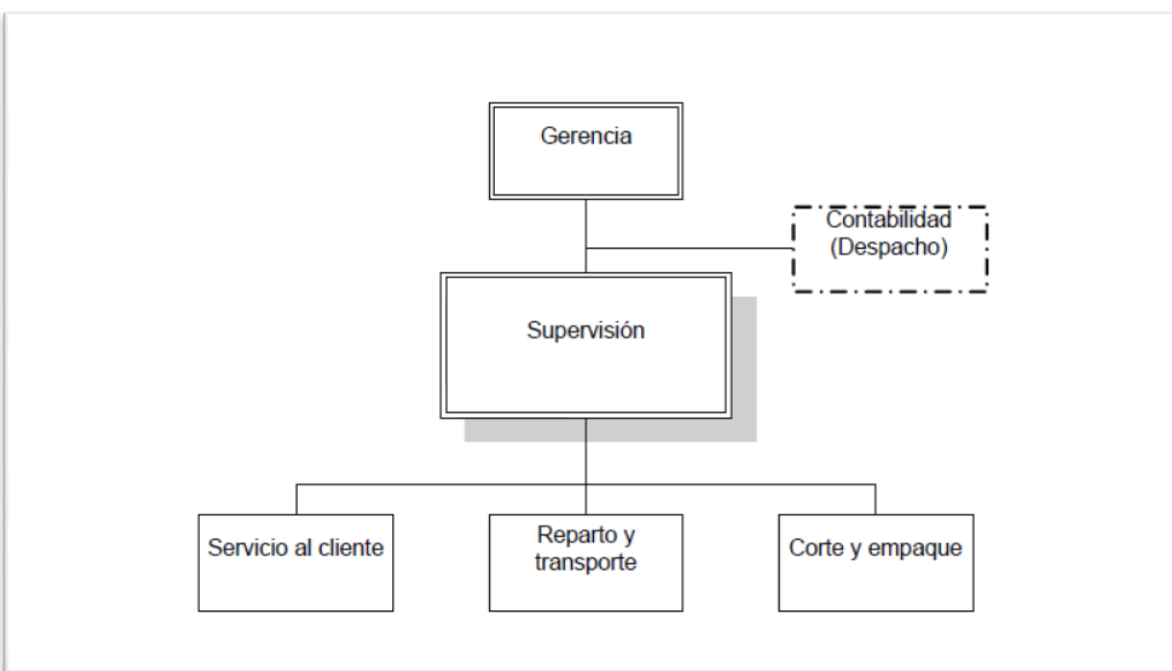 Gerencia
Contabilidad
(Despacho)
Supervisión
Servicio al cliente
Reparto y
transporte
Corte y empaque